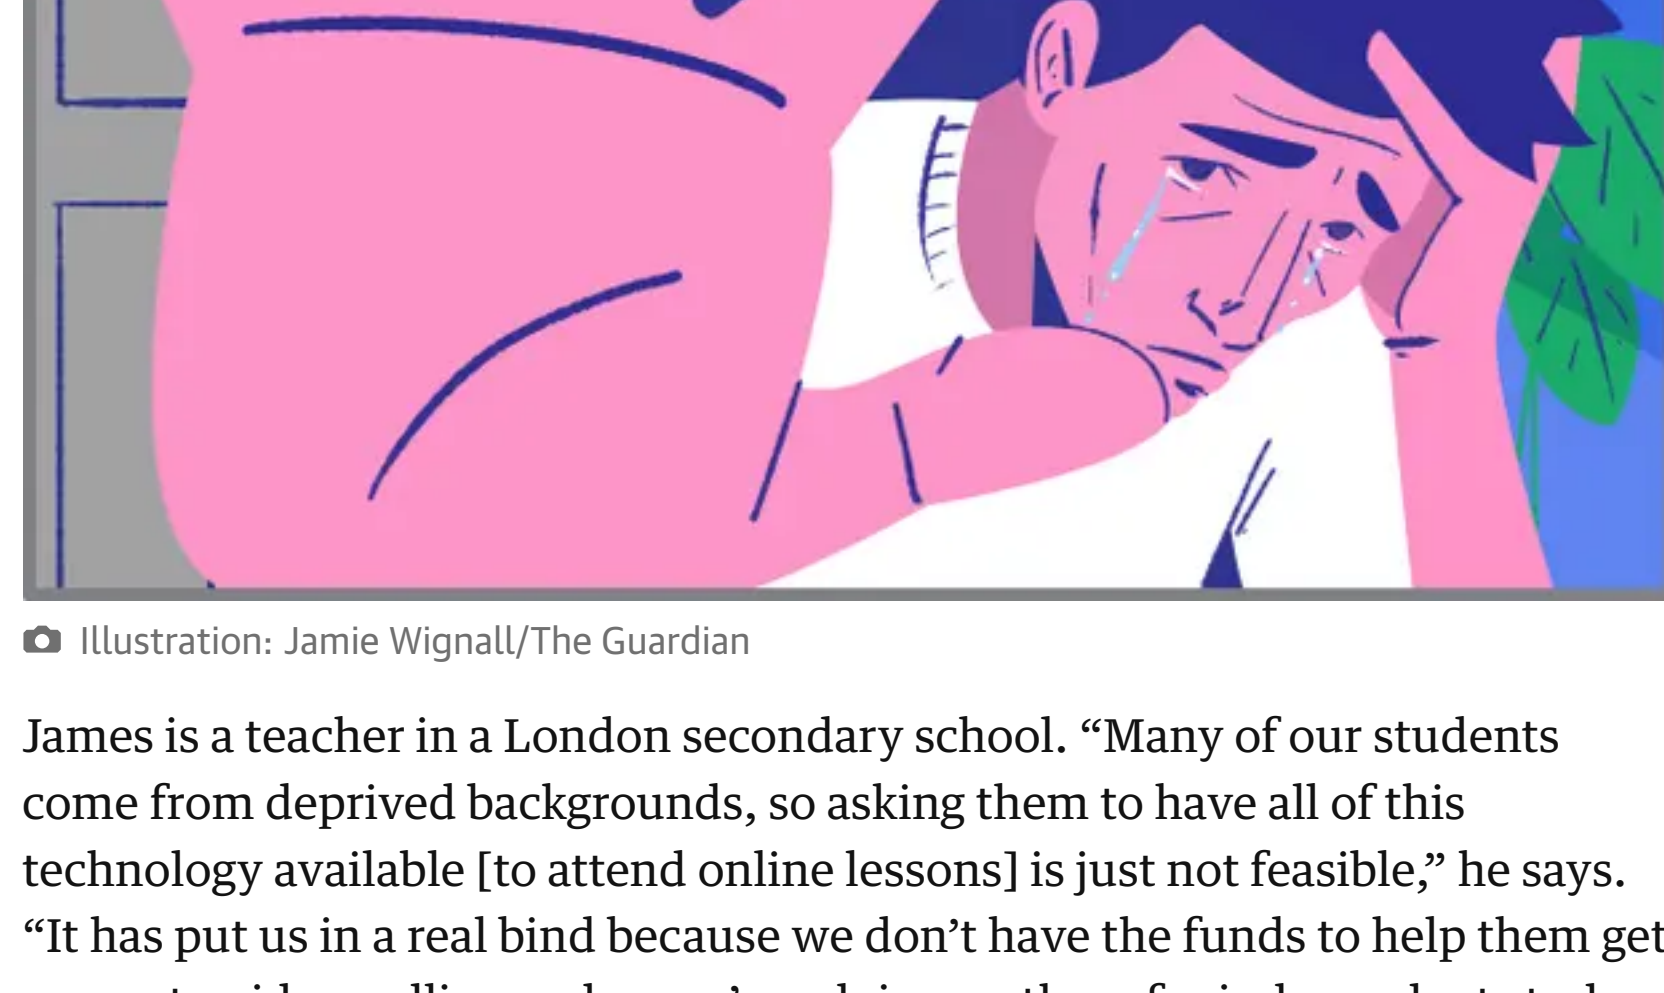 Illustration: Jamie Wignall/The Guardian
James is a teacher in a London secondary school. “Many of our students
come from deprived backgrounds, so asking them to have all of this
technology available [to attend online lessons] is just not feasible,” he says.
“It has put us in a real bind because we don’t have the funds to help them get